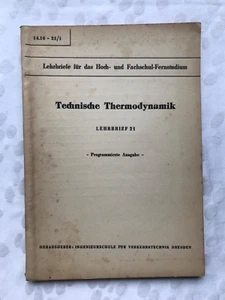 14.16 - 21/1
Lehrbriefe für das Hoch- und Fachschul-Fernstudium
Technische Thermodynamik
LEHRBRIEF 21
- Programmierte Ausgabe -
HERAUSGEBER: INGENIEURSCHULE FÜR VERKEHRSTECHNIK DRESDEN